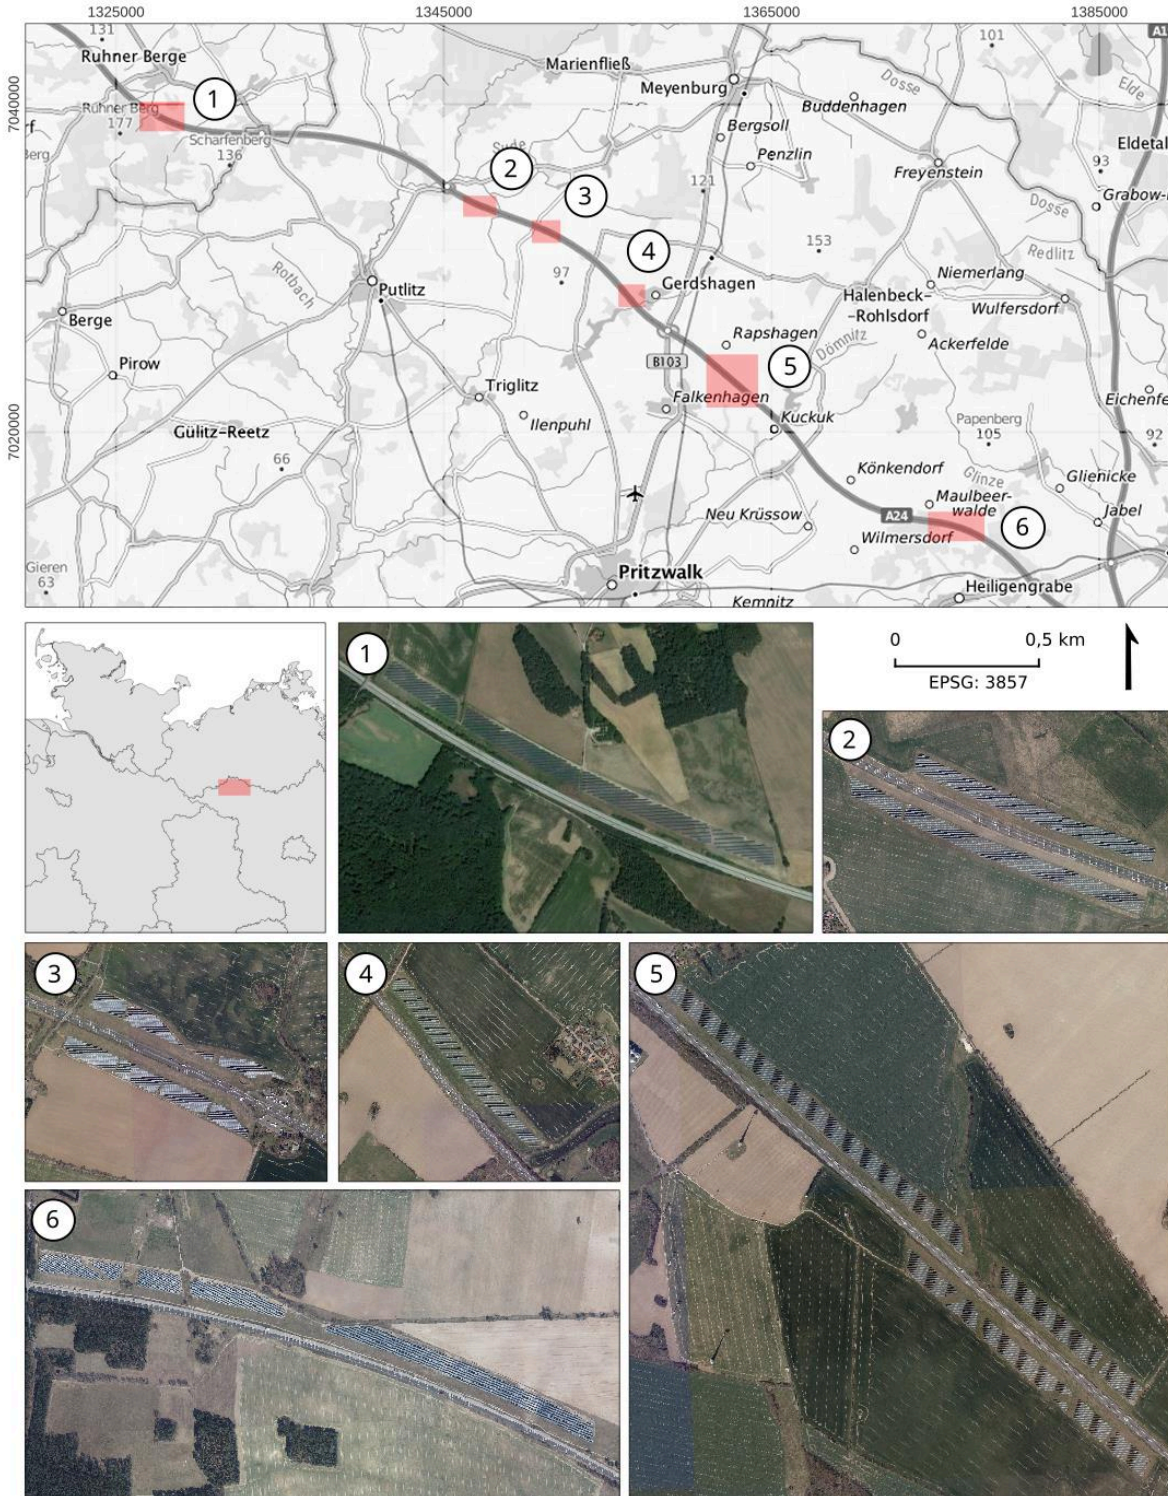 1325000
1345000
1365000
1385000
7040000
7020000
131
Ruhner Berge
Ruhner Berg
177
1
Scharfenberg
136
Marienfließ
Meyenburg
Dosse
101
Elde
Buddenhagen
Bergsoll
Penzlin
121
Freyenstein
93
Dosse
Redlitz
2
3
4
97
153
Gerdshagen
Niemerlang
Halenbeck-
-Rohlsdorf
Wulfersdorf
Ackerfelde
Rotbach
Putlitz
Berge
Pirow
Rapshagen
B103
5
Dömnitz
Falkenhagen
Kuckuk
Triglitz
Ilenpuhl
Gülitz-Reetz
66
Papenberg
105
92
Könkendorf
Glinze
Glienicke
Maulbeer-
walde
Jabel
Neu Krüssow
A24
6
Wilmersdorf
Gieren
63
Pritzwalk
Kemnitz
Heiligengrabe
0 0,5 km
EPSG: 3857
1
2
3
4
5
6